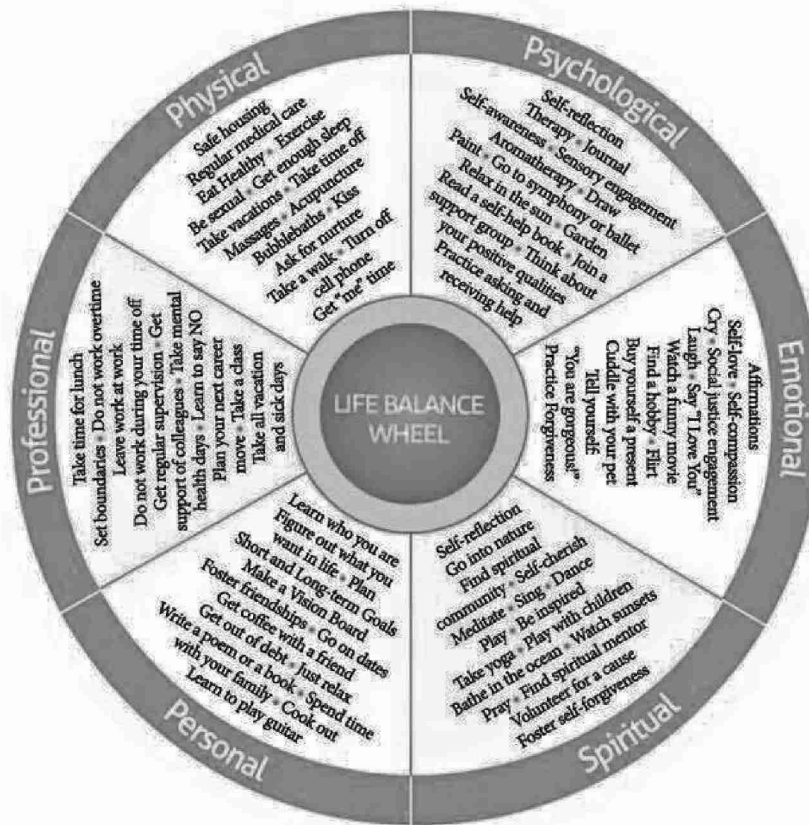 Physical
Safe housing
Regular medical care
Eat Healthy • Exercise
Be sexual • Get enough sleep
Take vacations • Take time off
Massages • Acupuncture
Bubblebaths • Kiss
Ask for nurture
Take a walk • Turn off
cell phone
Get "me" time
Psychological
Self-reflection
Therapy • Journal
Self-awareness • Sensory engagement
Aromatherapy • Draw
Paint • Go to symphony or ballet
Relax in the sun • Garden
Read a self-help book • Join a
support group • Think about
your positive qualities
Practice asking and
receiving help
Emotional
Affirmations
Self-love • Self-compassion
Cry • Social justice engagement
Laugh • Say "I Love You"
Watch a funny movie
Find a hobby • Flirt
Buy yourself a present
Cuddle with your pet
Tell yourself
"You are gorgeous!"
Practice Forgiveness
Spiritual
Self-reflection
Go into nature
Find spiritual
community • Self-cherish
Meditate • Sing • Dance
Play • Be inspired
Take yoga • Play with children
Bathe in the ocean • Watch sunsets
Pray • Find spiritual mentor
Volunteer for a cause
Foster self-forgiveness
Personal
Learn who you are
Figure out what you
want in life • Plan
Short and Long-term Goals
Make a Vision Board
Foster friendships • Go on dates
Get coffee with a friend
Get out of debt • Just relax
Write a poem or a book • Spend time
with your family • Cook out
Learn to play guitar
Professional
Take time for lunch
Set boundaries • Do not work overtime
Leave work at work
Do not work during your time off
Get regular supervision • Get
support of colleagues • Take mental
health days • Learn to say NO
Plan your next career
move • Take a class
Take all vacation
and sick days
LIFE BALANCE
WHEEL